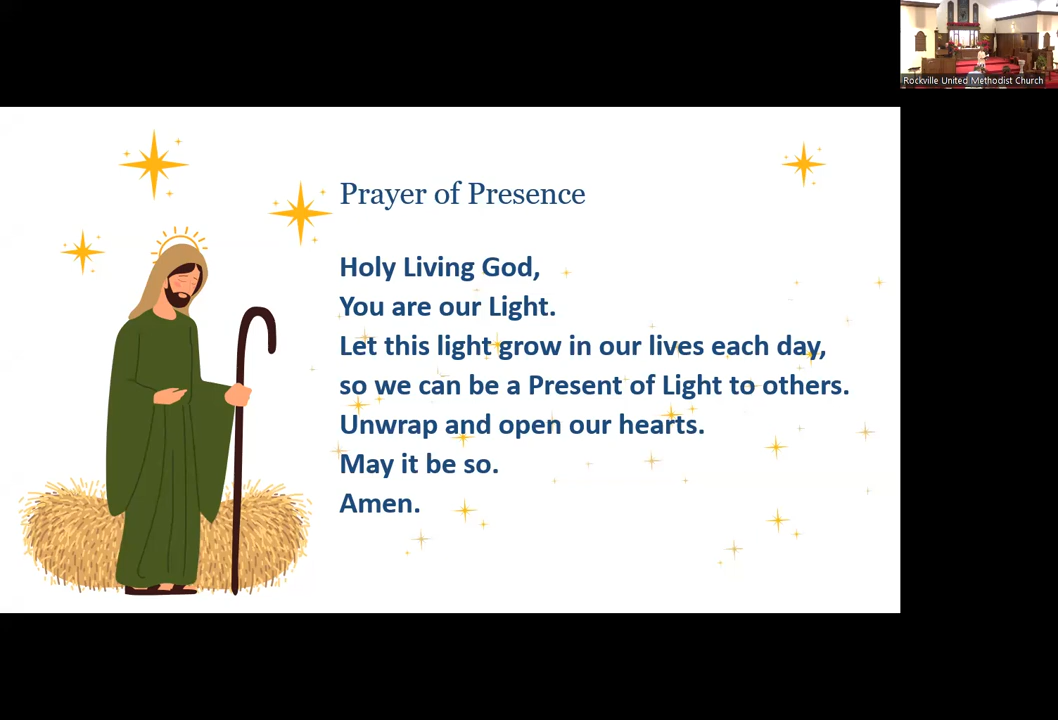 Rockville United Methodist Church
Prayer of Presence
Holy Living God,
You are our Light.
Let this light grow in our lives each day,
so we can be a Present of Light to others.
Unwrap and open our hearts.
May it be so.
Amen.